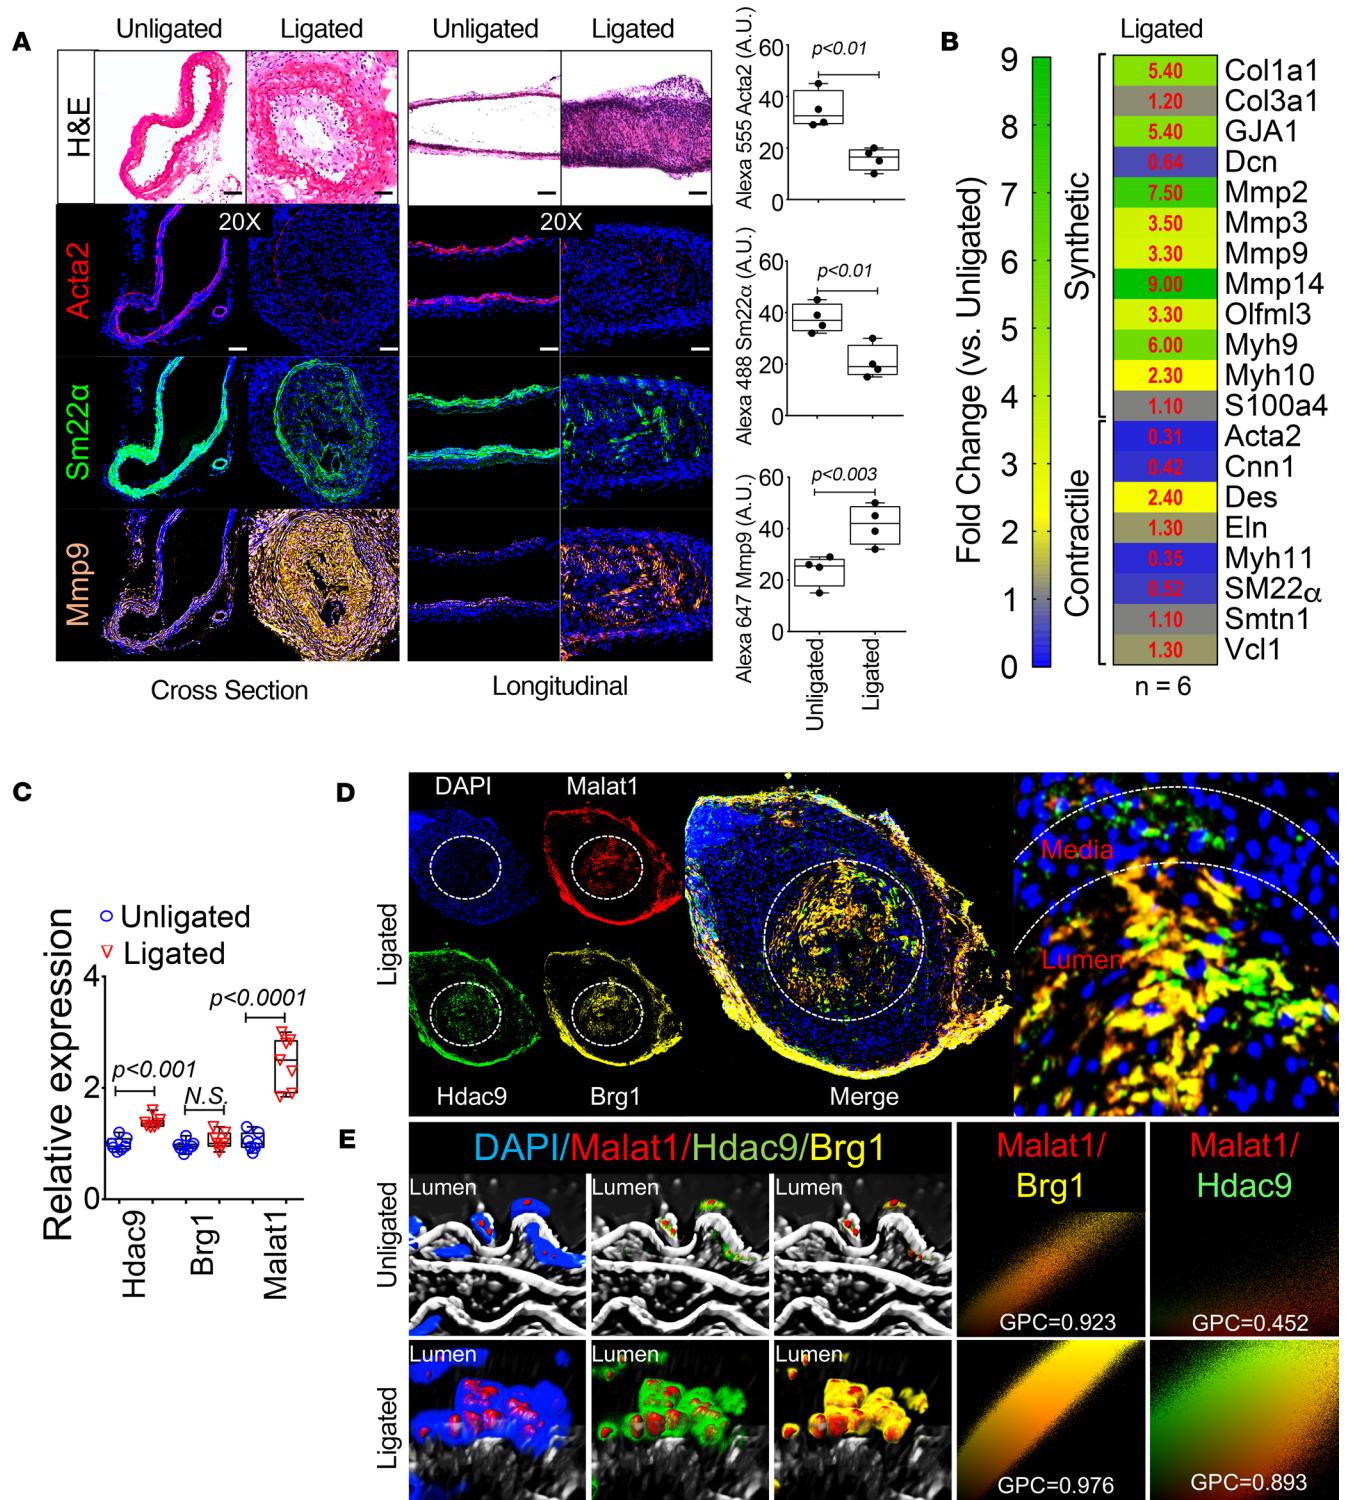 A
Unligated
Ligated
Unligated
Ligated
H&E
20X
20X
Acta2
Sm22α
Mmp9
Cross Section
Longitudinal
Alexa 555 Acta2 (A.U.)
60
40
20
0
p<0.01
Alexa 488 Sm22α (A.U.)
60
40
20
0
p<0.01
Alexa 647 Mmp9 (A.U.)
60
40
20
0
p<0.003
Unligated
Ligated
B
Fold Change (vs. Unligated)
9
8
7
6
5
4
3
2
1
0
Synthetic
Contractile
Ligated
5.40 Col1a1
1.20 Col3a1
5.40 GJA1
0.64 Dcn
7.50 Mmp2
3.50 Mmp3
3.30 Mmp9
9.00 Mmp14
3.30 Olfml3
6.00 Myh9
2.30 Myh10
1.10 S100a4
0.31 Acta2
0.42 Cnn1
2.40 Des
1.30 Eln
0.35 Myh11
0.52 SM22α
1.10 Smtn1
1.30 Vcl1
n = 6
C
Unligated
Ligated
Relative expression
4
2
0
p<0.001
N.S.
p<0.0001
Hdac9
Brg1
Malat1
D
Ligated
DAPI
Malat1
Hdac9
Brg1
Merge
Media
Lumen
E
DAPI/Malat1/Hdac9/Brg1
Malat1/
Brg1
Malat1/
Hdac9
Unligated
Lumen
Lumen
Lumen
GPC=0.923
GPC=0.452
Ligated
Lumen
Lumen
Lumen
GPC=0.976
GPC=0.893